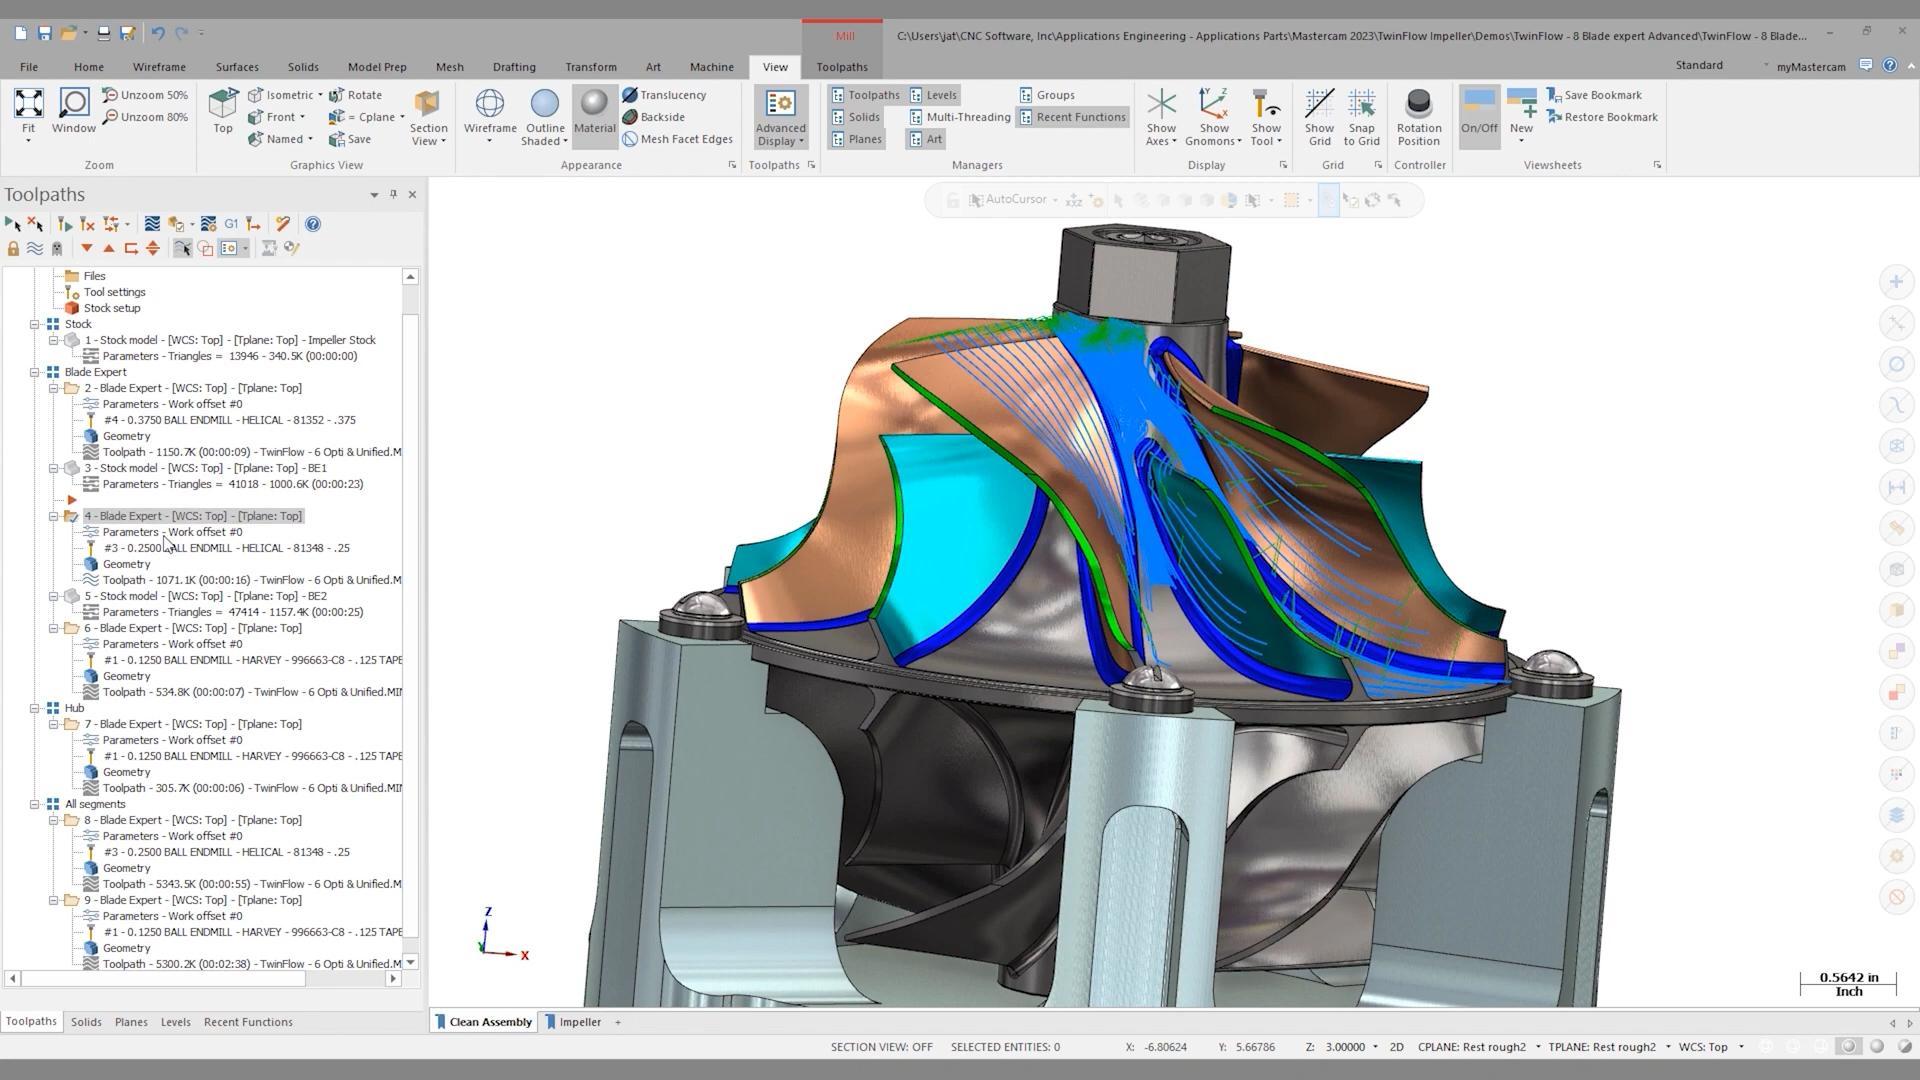 Mill
C:\Users\jat\CNC Software, Inc\Applications Engineering - Applications Parts\Mastercam 2023\TwinFlow Impeller\Demos\TwinFlow - 8 Blade expert Advanced\TwinFlow - 8 Blade...
File Home Wireframe Surfaces Solids Model Prep Mesh Drafting Transform Art Machine View Toolpaths Standard myMastercam
Unzoom 50% Isometric Rotate Translucency Toolpaths Levels Groups Save Bookmark
Unzoom 80% Front = Cplane Backside Solids Multi-Threading Recent Functions Restore Bookmark
Fit Window Top Section View Wireframe Outline Shaded Material Advanced Display Show Axes Show Gnomons Show Tool Show Grid Snap to Grid Rotation Position On/Off New
Named Save Mesh Facet Edges Planes Art
Zoom Graphics View Appearance Toolpaths Managers Display Grid Controller Viewsheets
Toolpaths
AutoCursor
G1
Files
Tool settings
Stock setup
Stock
1 - Stock model - [WCS: Top] - [Tplane: Top] - Impeller Stock
Parameters - Triangles = 13946 - 340.5K (00:00:00)
Blade Expert
2 - Blade Expert - [WCS: Top] - [Tplane: Top]
Parameters - Work offset #0
#4 - 0.3750 BALL ENDMILL - HELICAL - 81352 - .375
Geometry
Toolpath - 1150.7K (00:00:09) - TwinFlow - 6 Opti & Unified.M
3 - Stock model - [WCS: Top] - [Tplane: Top] - BE1
Parameters - Triangles = 41018 - 1000.6K (00:00:23)
4 - Blade Expert - [WCS: Top] - [Tplane: Top]
Parameters - Work offset #0
#3 - 0.2500 BALL ENDMILL - HELICAL - 81348 - .25
Geometry
Toolpath - 1071.1K (00:00:16) - TwinFlow - 6 Opti & Unified.M
5 - Stock model - [WCS: Top] - [Tplane: Top] - BE2
Parameters - Triangles = 47414 - 1157.4K (00:00:25)
6 - Blade Expert - [WCS: Top] - [Tplane: Top]
Parameters - Work offset #0
#1 - 0.1250 BALL ENDMILL - HARVEY - 996663-C8 - .125 TAPE
Geometry
Toolpath - 534.8K (00:00:07) - TwinFlow - 6 Opti & Unified.MIN
Hub
7 - Blade Expert - [WCS: Top] - [Tplane: Top]
Parameters - Work offset #0
#1 - 0.1250 BALL ENDMILL - HARVEY - 996663-C8 - .125 TAPE
Geometry
Toolpath - 305.7K (00:00:06) - TwinFlow - 6 Opti & Unified.MIN
All segments
8 - Blade Expert - [WCS: Top] - [Tplane: Top]
Parameters - Work offset #0
#3 - 0.2500 BALL ENDMILL - HELICAL - 81348 - .25
Geometry
Toolpath - 5343.5K (00:00:55) - TwinFlow - 6 Opti & Unified.M
9 - Blade Expert - [WCS: Top] - [Tplane: Top]
Parameters - Work offset #0
#1 - 0.1250 BALL ENDMILL - HARVEY - 996663-C8 - .125 TAPE
Geometry
Toolpath - 5300.2K (00:02:38) - TwinFlow - 6 Opti & Unified.M
Z
Y X
0.5642 in
Inch
Toolpaths Solids Planes Levels Recent Functions Clean Assembly Impeller +
SECTION VIEW: OFF SELECTED ENTITIES: 0 X: -6.80624 Y: 5.66786 Z: 3.00000 2D CPLANE: Rest rough2 TPLANE: Rest rough2 WCS: Top